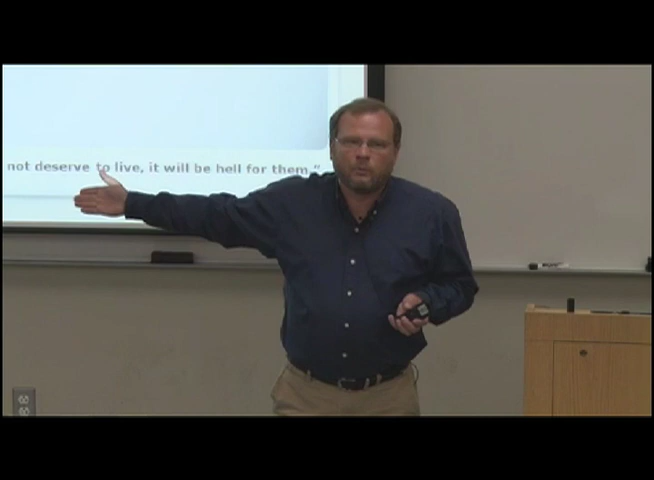 not deserve to live, it will be hell for them."